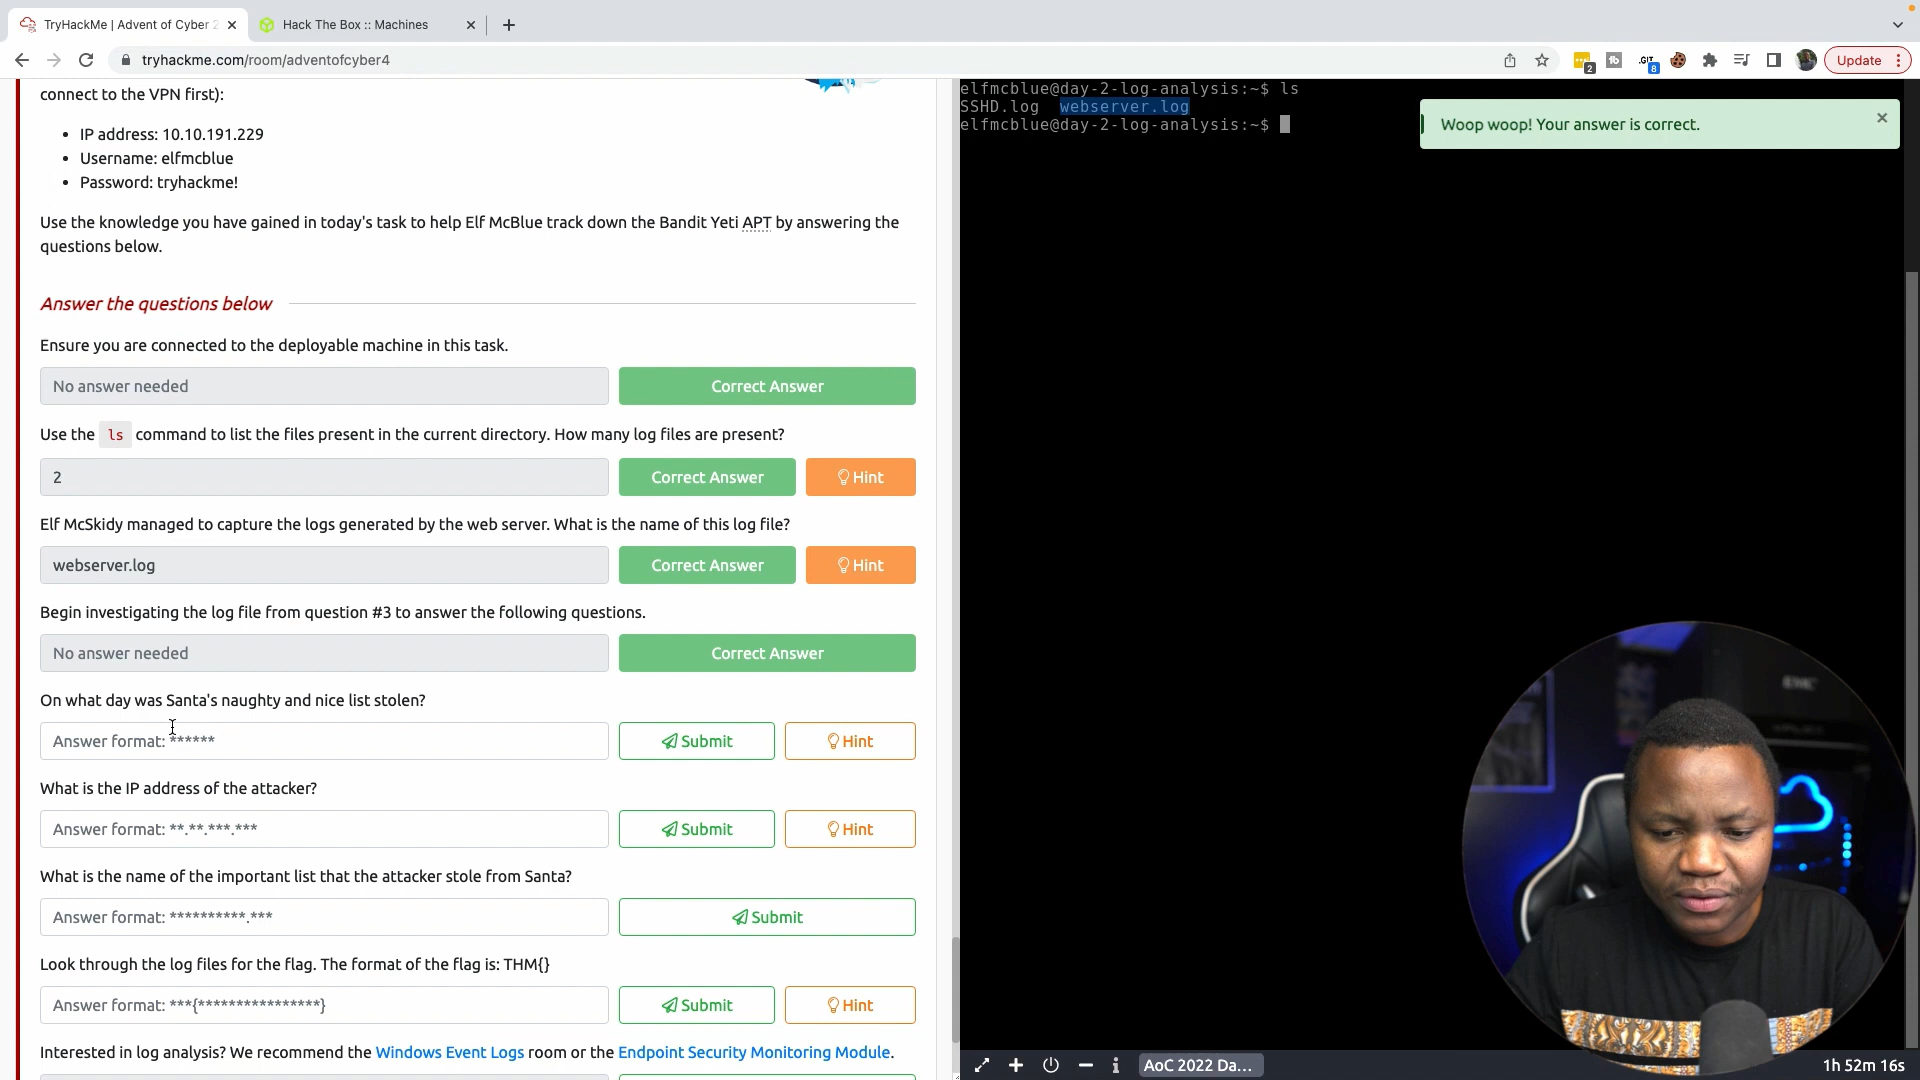 TryHackMe | Advent of Cyber 2
Hack The Box :: Machines
tryhackme.com/room/adventofcyber4
2
8
Update
connect to the VPN first):
IP address: 10.10.191.229
Username: elfmcblue
Password: tryhackme!
Use the knowledge you have gained in today's task to help Elf McBlue track down the Bandit Yeti APT by answering the
questions below.
Answer the questions below
Ensure you are connected to the deployable machine in this task.
No answer needed
Correct Answer
Use the ls command to list the files present in the current directory. How many log files are present?
2
Correct Answer
Hint
Elf McSkidy managed to capture the logs generated by the web server. What is the name of this log file?
webserver.log
Correct Answer
Hint
Begin investigating the log file from question #3 to answer the following questions.
No answer needed
Correct Answer
On what day was Santa's naughty and nice list stolen?
Answer format: ******
Submit
Hint
What is the IP address of the attacker?
Answer format: **.**.***.***
Submit
Hint
What is the name of the important list that the attacker stole from Santa?
Answer format: **********.***
Submit
Look through the log files for the flag. The format of the flag is: THM{}
Answer format: ***{****************}
Submit
Hint
Interested in log analysis? We recommend the Windows Event Logs room or the Endpoint Security Monitoring Module.
elfmcblue@day-2-log-analysis:~$ ls
SSHD.log webserver.log
elfmcblue@day-2-log-analysis:~$
Woop woop! Your answer is correct.
AoC 2022 Da...
1h 52m 16s